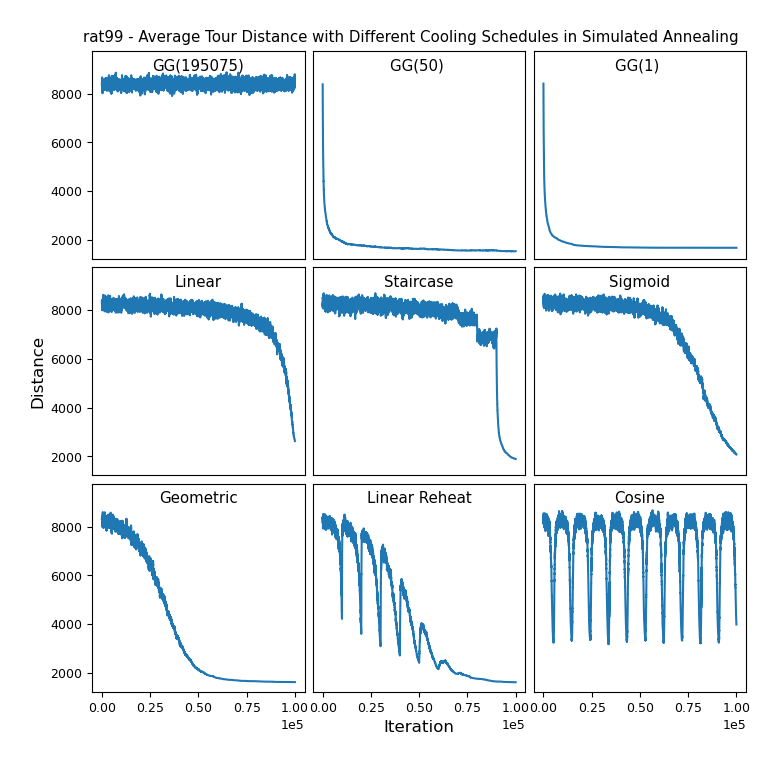 rat99 - Average Tour Distance with Different Cooling Schedules in Simulated Annealing
GG(195075) GG(50) GG(1)
8000
6000
4000
2000
Linear Staircase Sigmoid
8000
6000
4000
2000
Distance
Geometric Linear Reheat Cosine
8000
6000
4000
2000
0.00 0.25 0.50 0.75 1.00 0.00 0.25 0.50 0.75 1.00 0.00 0.25 0.50 0.75 1.00
1e5 1e5 1e5
Iteration